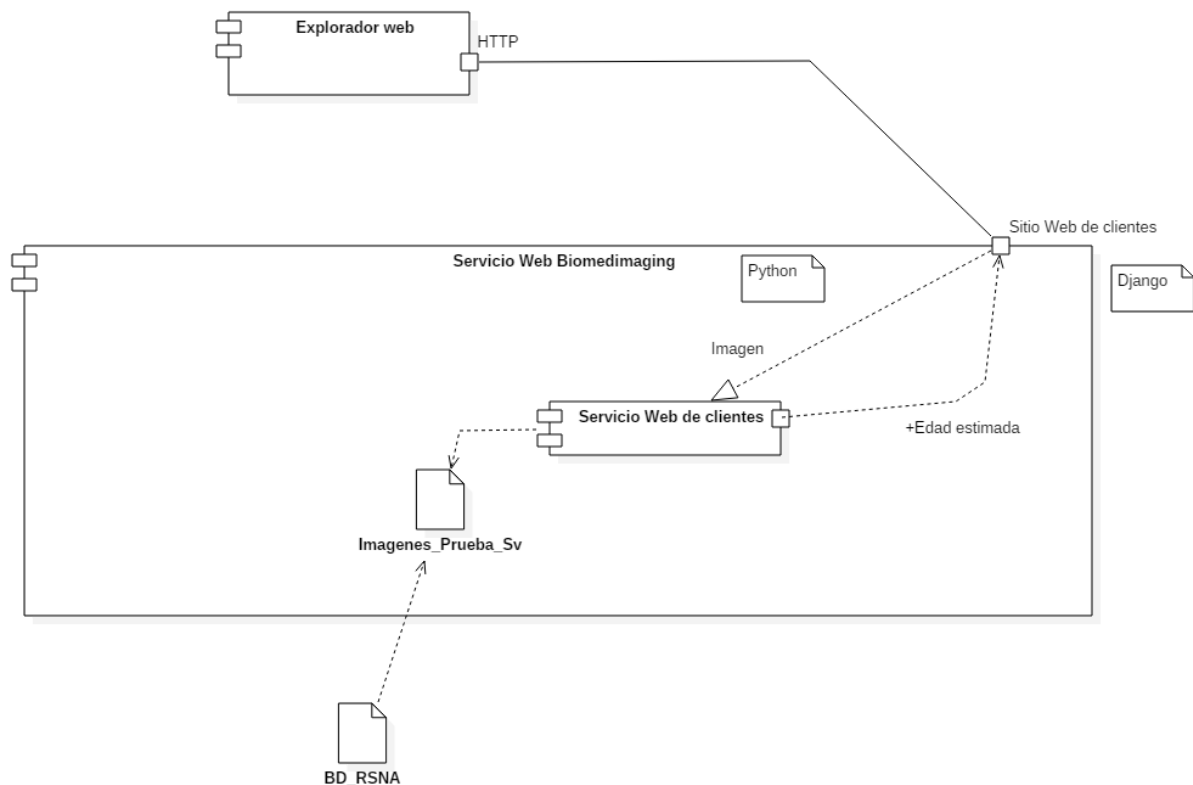 Explorador web
HTTP
Sitio Web de clientes
Servicio Web Biomedimaging
Python
Django
Imagen
Servicio Web de clientes
+Edad estimada
Imagenes_Prueba_Sv
BD_RSNA